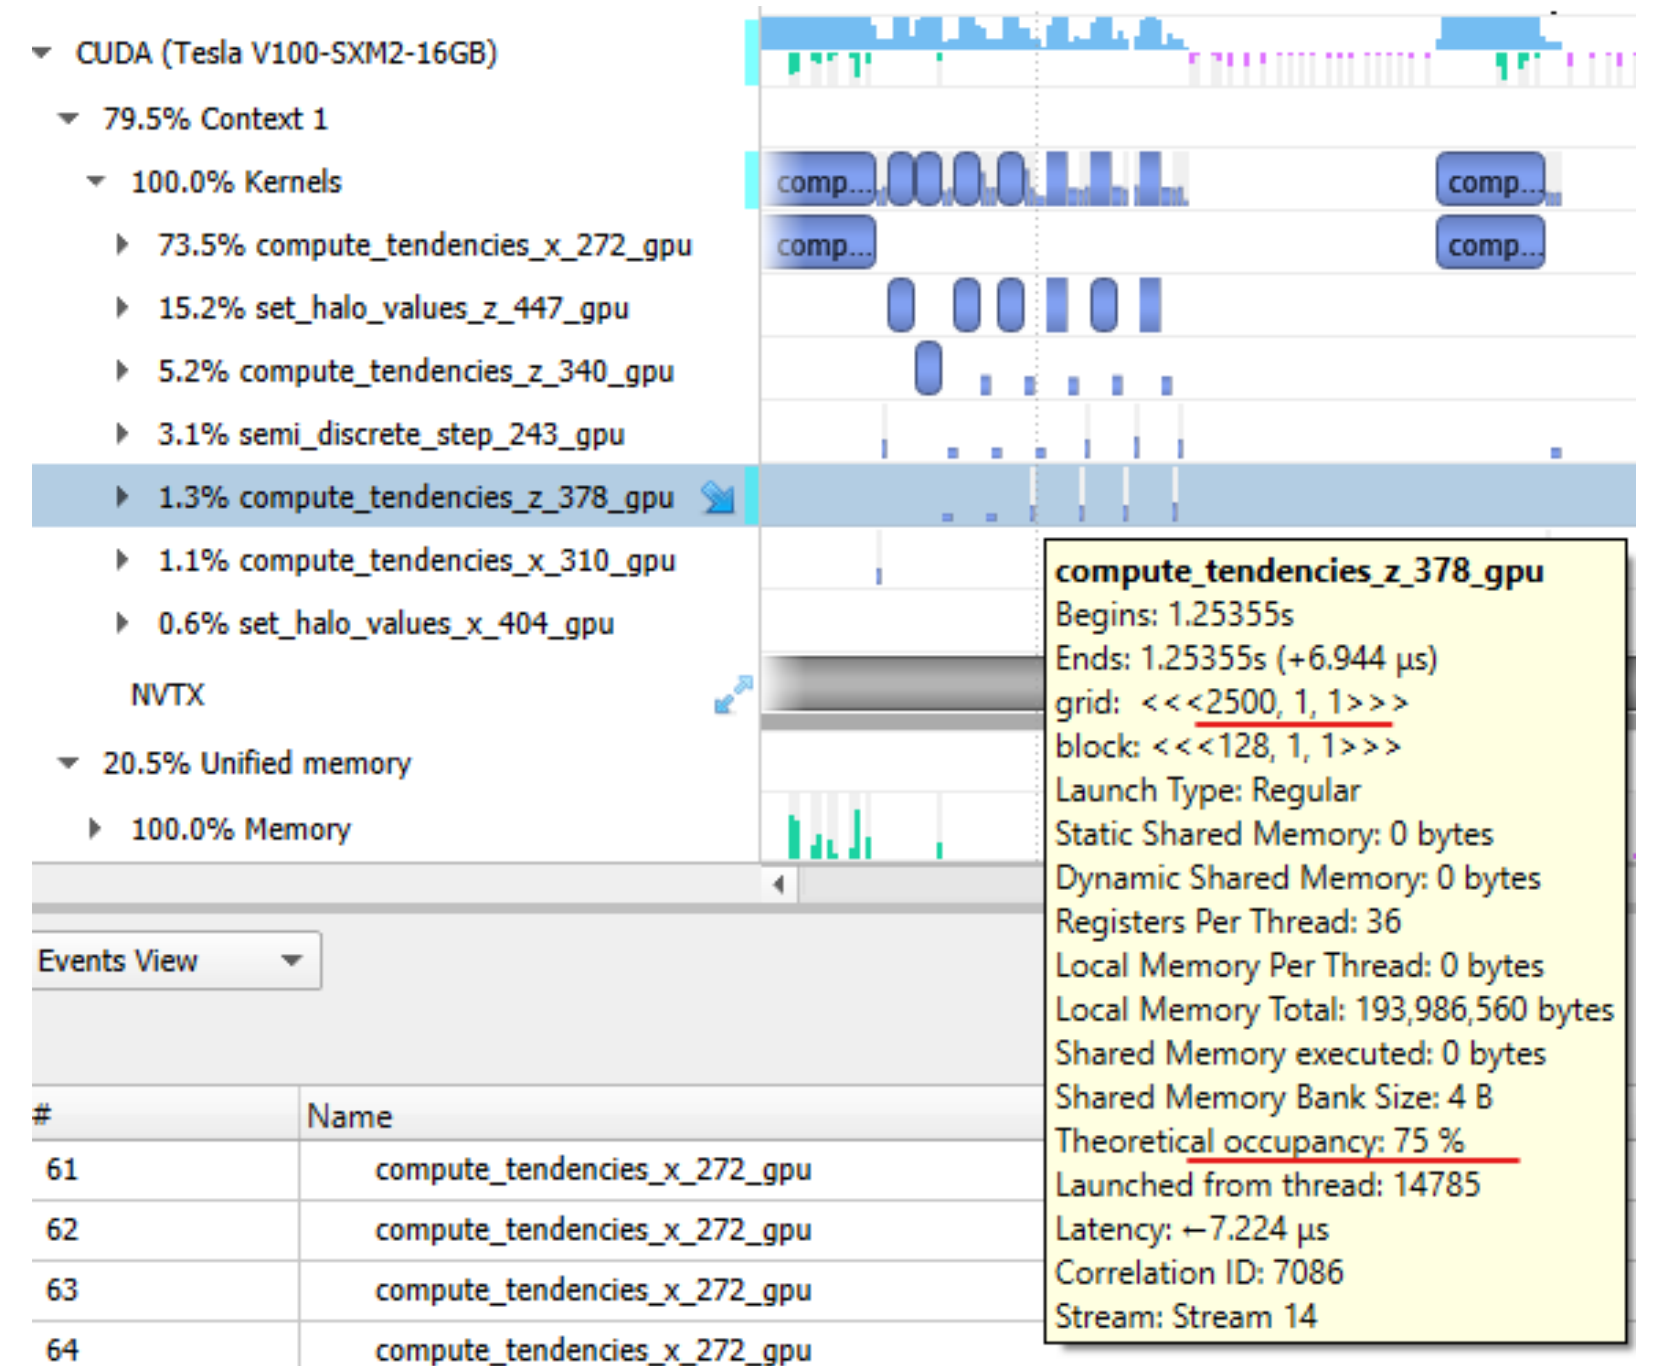 CUDA (Tesla V100-SXM2-16GB)
79.5% Context 1
100.0% Kernels
comp...
comp...
73.5% compute_tendencies_x_272_gpu
comp...
comp...
15.2% set_halo_values_z_447_gpu
5.2% compute_tendencies_z_340_gpu
3.1% semi_discrete_step_243_gpu
1.3% compute_tendencies_z_378_gpu
1.1% compute_tendencies_x_310_gpu
0.6% set_halo_values_x_404_gpu
NVTX
20.5% Unified memory
100.0% Memory
compute_tendencies_z_378_gpu
Begins: 1.25355s
Ends: 1.25355s (+6.944 μs)
grid: <<<2500, 1, 1>>>
block: <<<128, 1, 1>>>
Launch Type: Regular
Static Shared Memory: 0 bytes
Dynamic Shared Memory: 0 bytes
Registers Per Thread: 36
Local Memory Per Thread: 0 bytes
Local Memory Total: 193,986,560 bytes
Shared Memory executed: 0 bytes
Shared Memory Bank Size: 4 B
Theoretical occupancy: 75 %
Launched from thread: 14785
Latency: ←7.224 μs
Correlation ID: 7086
Stream: Stream 14
Events View
# Name
61 compute_tendencies_x_272_gpu
62 compute_tendencies_x_272_gpu
63 compute_tendencies_x_272_gpu
64 compute_tendencies_x_272_gpu